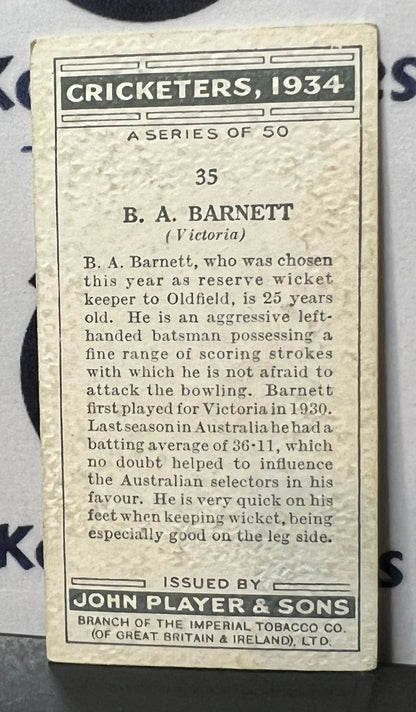 CRICKETERS, 1934
A SERIES OF 50
35
B. A. BARNETT
(Victoria)
B. A. Barnett, who was chosen
this year as reserve wicket
keeper to Oldfield, is 25 years
old. He is an aggressive left-
handed batsman possessing a
fine range of scoring strokes
with which he is not afraid to
attack the bowling. Barnett
first played for Victoria in 1930.
Last season in Australia he had a
batting average of 36·11, which
no doubt helped to influence
the Australian selectors in his
favour. He is very quick on his
feet when keeping wicket, being
especially good on the leg side.
ISSUED BY
JOHN PLAYER & SONS
BRANCH OF THE IMPERIAL TOBACCO CO.
(OF GREAT BRITAIN & IRELAND), LTD.